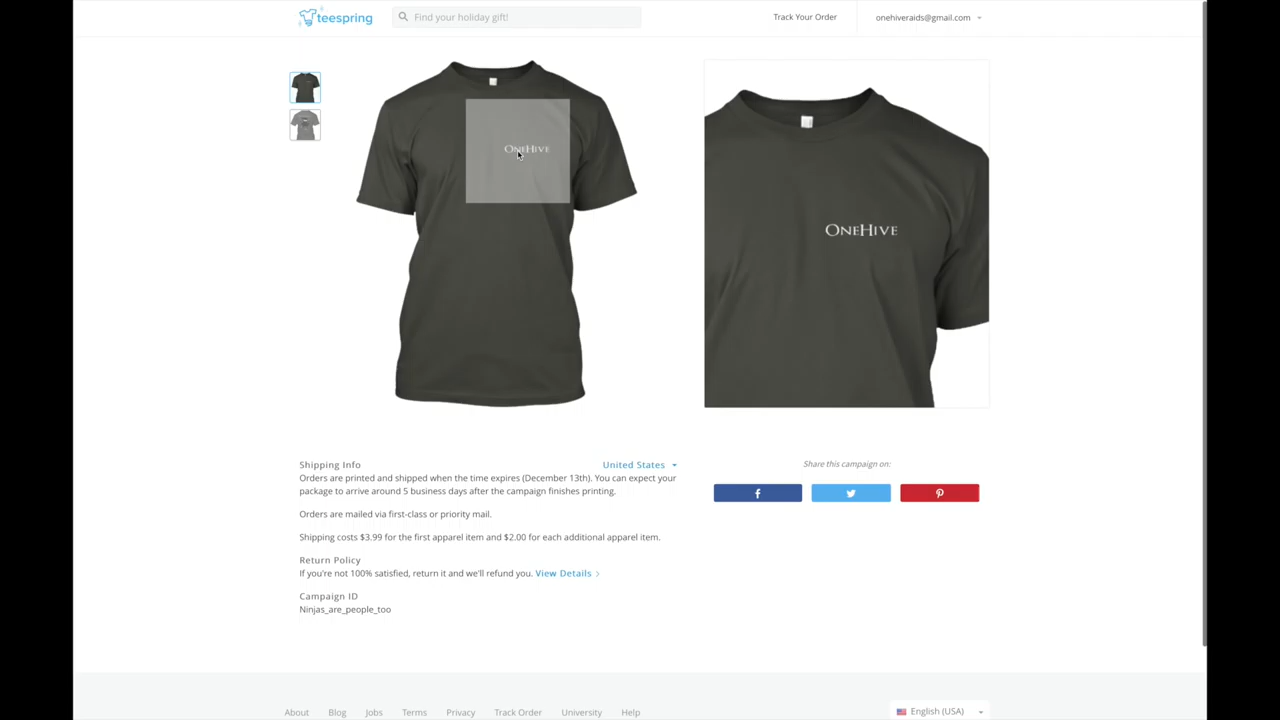 teespring
Find your holiday gift!
Track Your Order
onehiveraids@gmail.com
OneHive
OneHive
Shipping Info
United States
Orders are printed and shipped when the time expires (December 13th). You can expect your
package to arrive around 5 business days after the campaign finishes printing.
Orders are mailed via first-class or priority mail.
Shipping costs $3.99 for the first apparel item and $2.00 for each additional apparel item.
Return Policy
If you're not 100% satisfied, return it and we'll refund you. View Details
Campaign ID
Ninjas_are_people_too
Share this campaign on:
About Blog Jobs Terms Privacy Track Order University Help
English (USA)